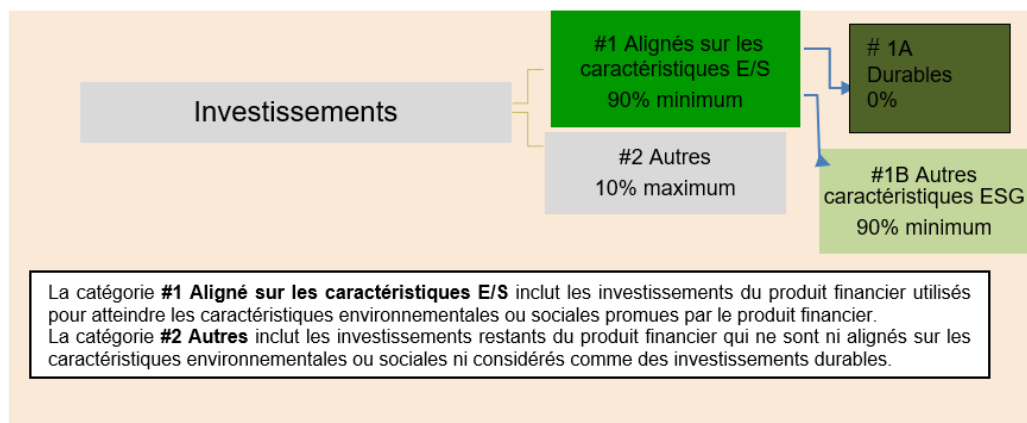 #1 Alignés sur les
caractéristiques E/S
90% minimum
# 1A
Durables
0%
Investissements
#2 Autres
10% maximum
#1B Autres
caractéristiques ESG
90% minimum
La catégorie #1 Aligné sur les caractéristiques E/S inclut les investissements du produit financier utilisés
pour atteindre les caractéristiques environnementales ou sociales promues par le produit financier.
La catégorie #2 Autres inclut les investissements restants du produit financier qui ne sont ni alignés sur les
caractéristiques environnementales ou sociales ni considérés comme des investissements durables.